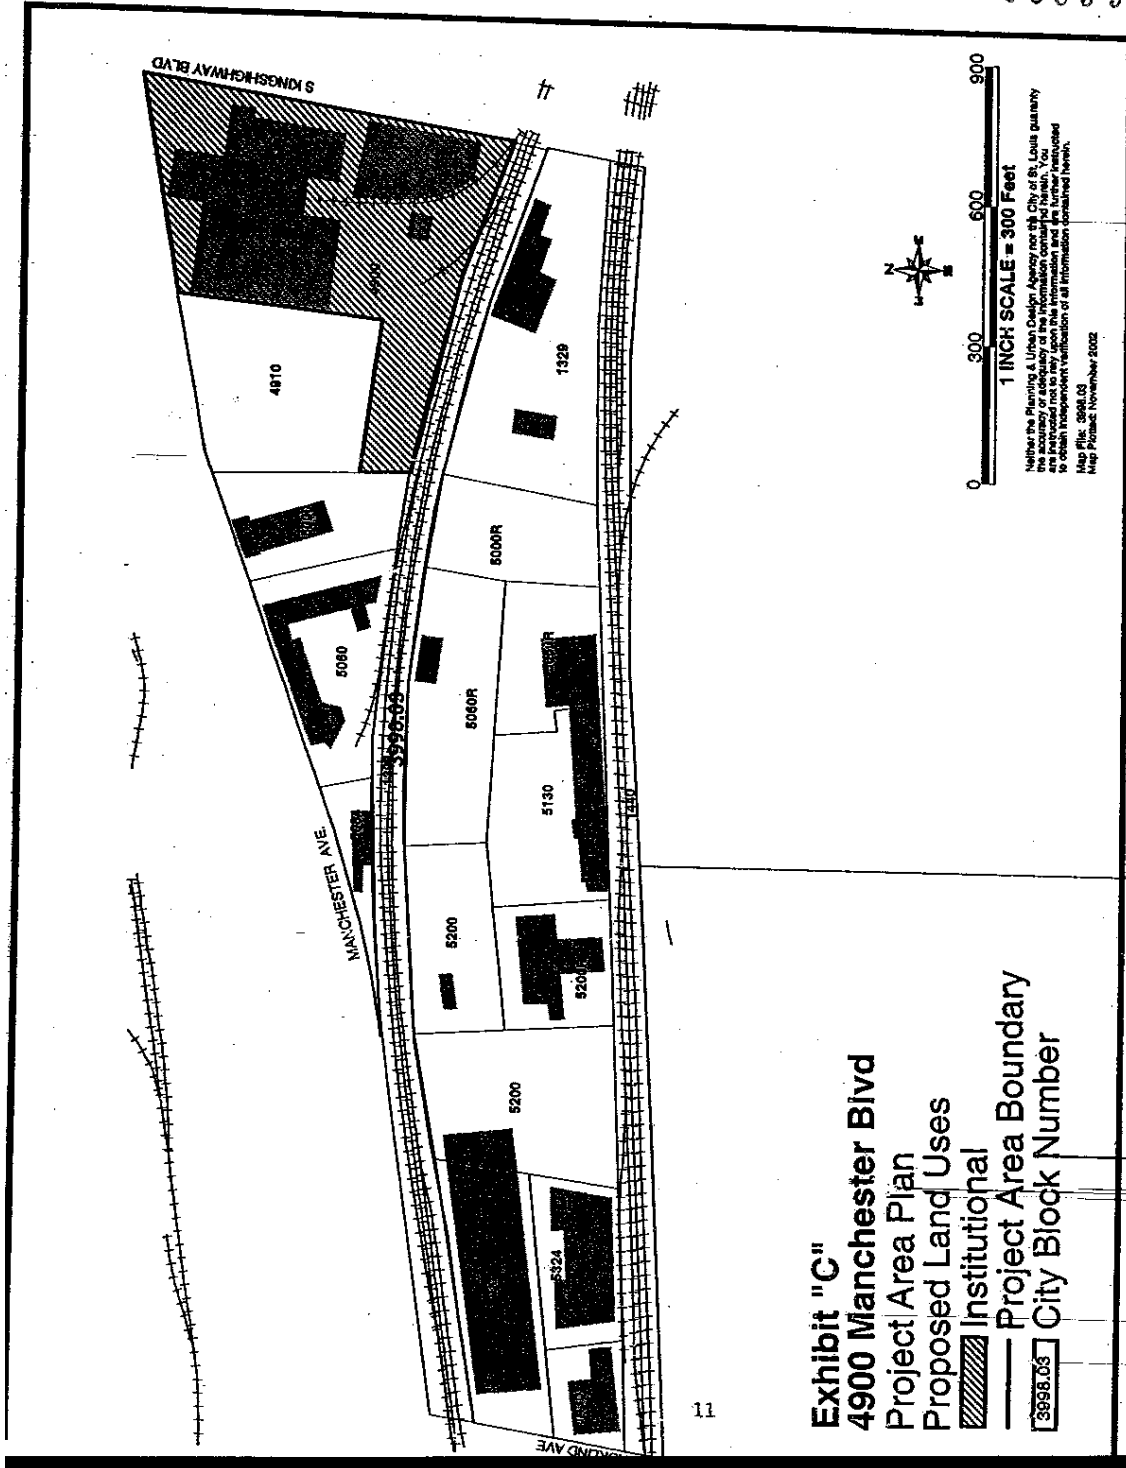 S KINGSHIGHWAY BLVD
4910
1329
5000R
5060
5060R
3998.03
5130
1440
MANCHESTER AVE.
5200
5200
5200
5324
Exhibit "C"
4900 Manchester Blvd
Project Area Plan
Proposed Land Uses
Institutional
Project Area Boundary
3998.03 City Block Number
N
0 300 600 900
1 INCH SCALE = 300 Feet
Neither the Planning & Urban Design Agency nor the City of St. Louis guaranty
the accuracy or adequacy of the information contained herein. You
are instructed not to rely upon this information and are further instructed
to obtain independent verification of all information contained herein.
Map File: 3998.03
Map Plotted: November 2002
11